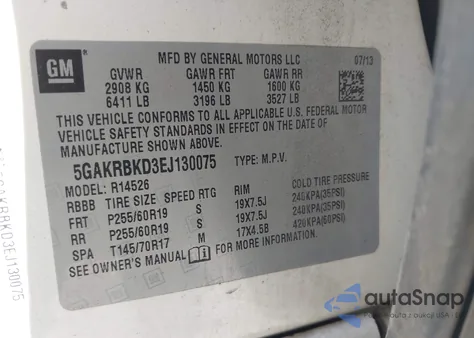 GM
MFD BY GENERAL MOTORS LLC
07/13
GVWR GAWR FRT GAWR RR
2908 KG 1450 KG 1600 KG
6411 LB 3196 LB 3527 LB
THIS VEHICLE CONFORMS TO ALL APPLICABLE U.S. FEDERAL MOTOR
VEHICLE SAFETY, BUMPER, AND THEFT PREVENTION
STANDARDS IN EFFECT ON THE DATE OF
MANUFACTURE SHOWN ABOVE.
5GAKRBKD3EJ130075 TYPE: M.P.V.
MODEL: R14526
RBBB TIRE SIZE SPEED RTG RIM COLD TIRE PRESSURE
FRT P255/60R19 S 19X7.5J 240KPA(35PSI)
RR P255/60R19 S 19X7.5J 240KPA(35PSI)
SPA T145/70R17 M 17X4.5B 420KPA(60PSI)
SEE OWNER'S MANUAL FOR MORE INFORMATION.
5GAKRBKD3EJ130075
autoSnap